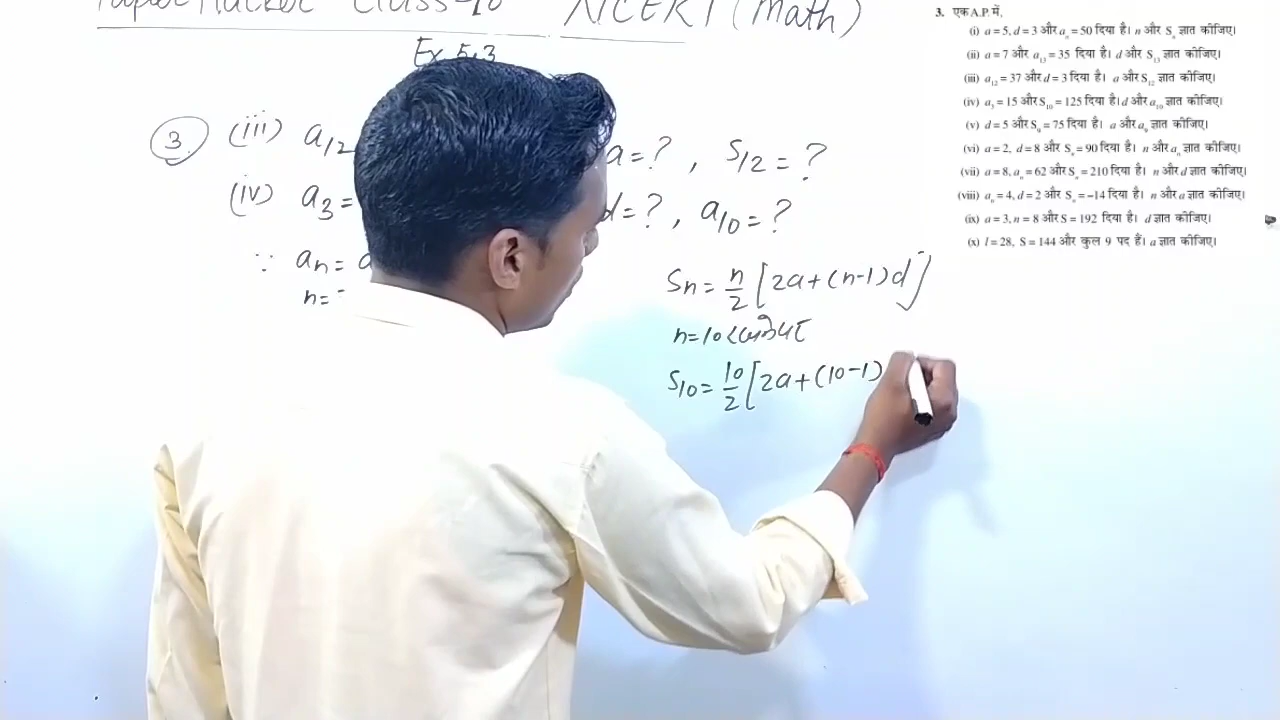 Class-10 NCERT (Math)
Ex 5.3
3 (iii) a12 a=? , S12 = ?
(iv) a3 = d=? , a10 = ?
∵ an = a
n=
Sn = n/2 [2a+(n-1)d]
n=10 रखने पर
S10 = 10/2 [2a+(10-1)
3. एक A.P. में,
(i) a = 5, d = 3 और an = 50 दिया है। n और Sn ज्ञात कीजिए।
(ii) a = 7 और a13 = 35 दिया है। d और S13 ज्ञात कीजिए।
(iii) a12 = 37 और d = 3 दिया है। a और S12 ज्ञात कीजिए।
(iv) a3 = 15 और S10 = 125 दिया है। d और a10 ज्ञात कीजिए।
(v) d = 5 और S9 = 75 दिया है। a और a9 ज्ञात कीजिए।
(vi) a = 2, d = 8 और Sn = 90 दिया है। n और an ज्ञात कीजिए।
(vii) a = 8, an = 62 और Sn = 210 दिया है। n और d ज्ञात कीजिए।
(viii) an = 4, d = 2 और Sn = –14 दिया है। n और a ज्ञात कीजिए।
(ix) a = 3, n = 8 और S = 192 दिया है। d ज्ञात कीजिए।
(x) l = 28, S = 144 और कुल 9 पद हैं। a ज्ञात कीजिए।